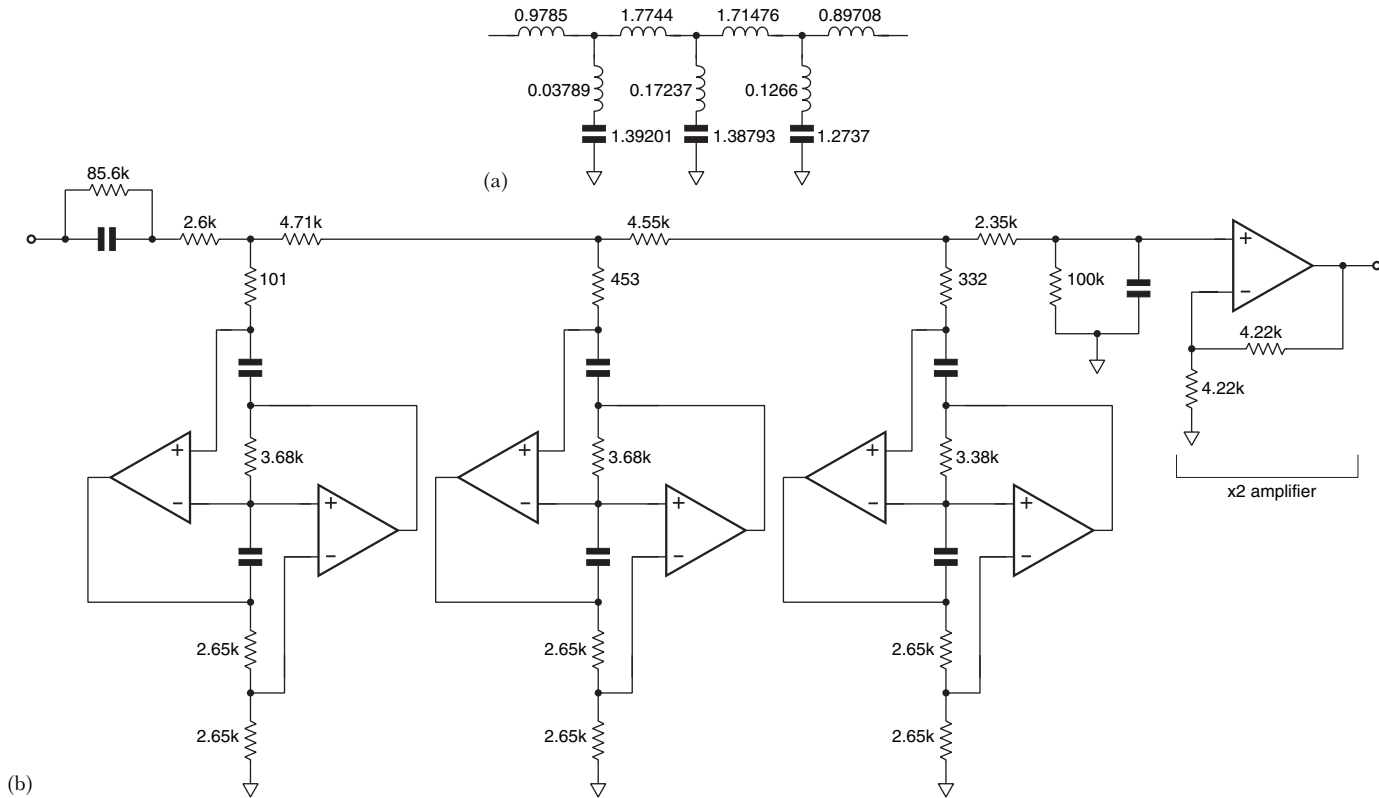 0.9785 1.7744 1.71476 0.89708
0.03789 0.17237 0.1266
1.39201 1.38793 1.2737
(a)
85.6k
2.6k 4.71k 4.55k 2.35k
101 453 332 100k
+
−
4.22k
4.22k
x2 amplifier
+ 3.68k + 3.68k + 3.38k
− + − + − +
− − −
2.65k 2.65k 2.65k
2.65k 2.65k 2.65k
(b)